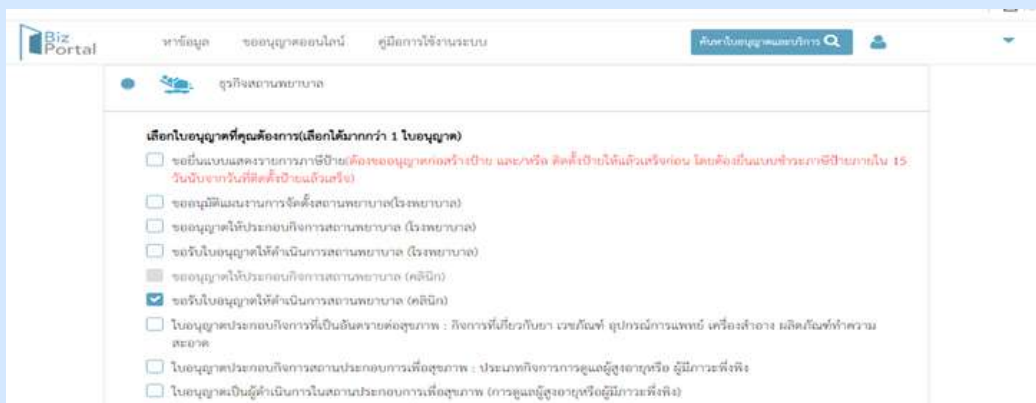 Biz
Portal
หาข้อมูล ขออนุญาตออนไลน์ คู่มือการใช้งานระบบ ค้นหาใบอนุญาตและบริการ
ธุรกิจสถานพยาบาล
เลือกใบอนุญาตที่คุณต้องการ(เลือกได้มากกว่า 1 ใบอนุญาต)
ขอยื่นแบบแสดงรายการภาษีป้าย(ต้องขออนุญาตก่อสร้างป้าย และ/หรือ ติดตั้งป้ายให้แล้วเสร็จก่อน โดยต้องยื่นแบบชำระภาษีป้ายภายใน 15
วันนับจากวันที่ติดตั้งป้ายแล้วเสร็จ)
ขออนุมัติแผนงานการจัดตั้งสถานพยาบาล(โรงพยาบาล)
ขออนุญาตให้ประกอบกิจการสถานพยาบาล (โรงพยาบาล)
ขอรับใบอนุญาตให้ดำเนินการสถานพยาบาล (โรงพยาบาล)
ขออนุญาตให้ประกอบกิจการสถานพยาบาล (คลินิก)
ขอรับใบอนุญาตให้ดำเนินการสถานพยาบาล (คลินิก)
ใบอนุญาตประกอบกิจการที่เป็นอันตรายต่อสุขภาพ : กิจการที่เกี่ยวกับยา เวชภัณฑ์ อุปกรณ์การแพทย์ เครื่องสำอาง ผลิตภัณฑ์ทำความ
สะอาด
ใบอนุญาตประกอบกิจการสถานประกอบการเพื่อสุขภาพ : ประเภทกิจการการดูแลผู้สูงอายุหรือ ผู้มีภาวะพึ่งพิง
ใบอนุญาตเป็นผู้ดำเนินการในสถานประกอบการเพื่อสุขภาพ (การดูแลผู้สูงอายุหรือผู้มีภาวะพึ่งพิง)